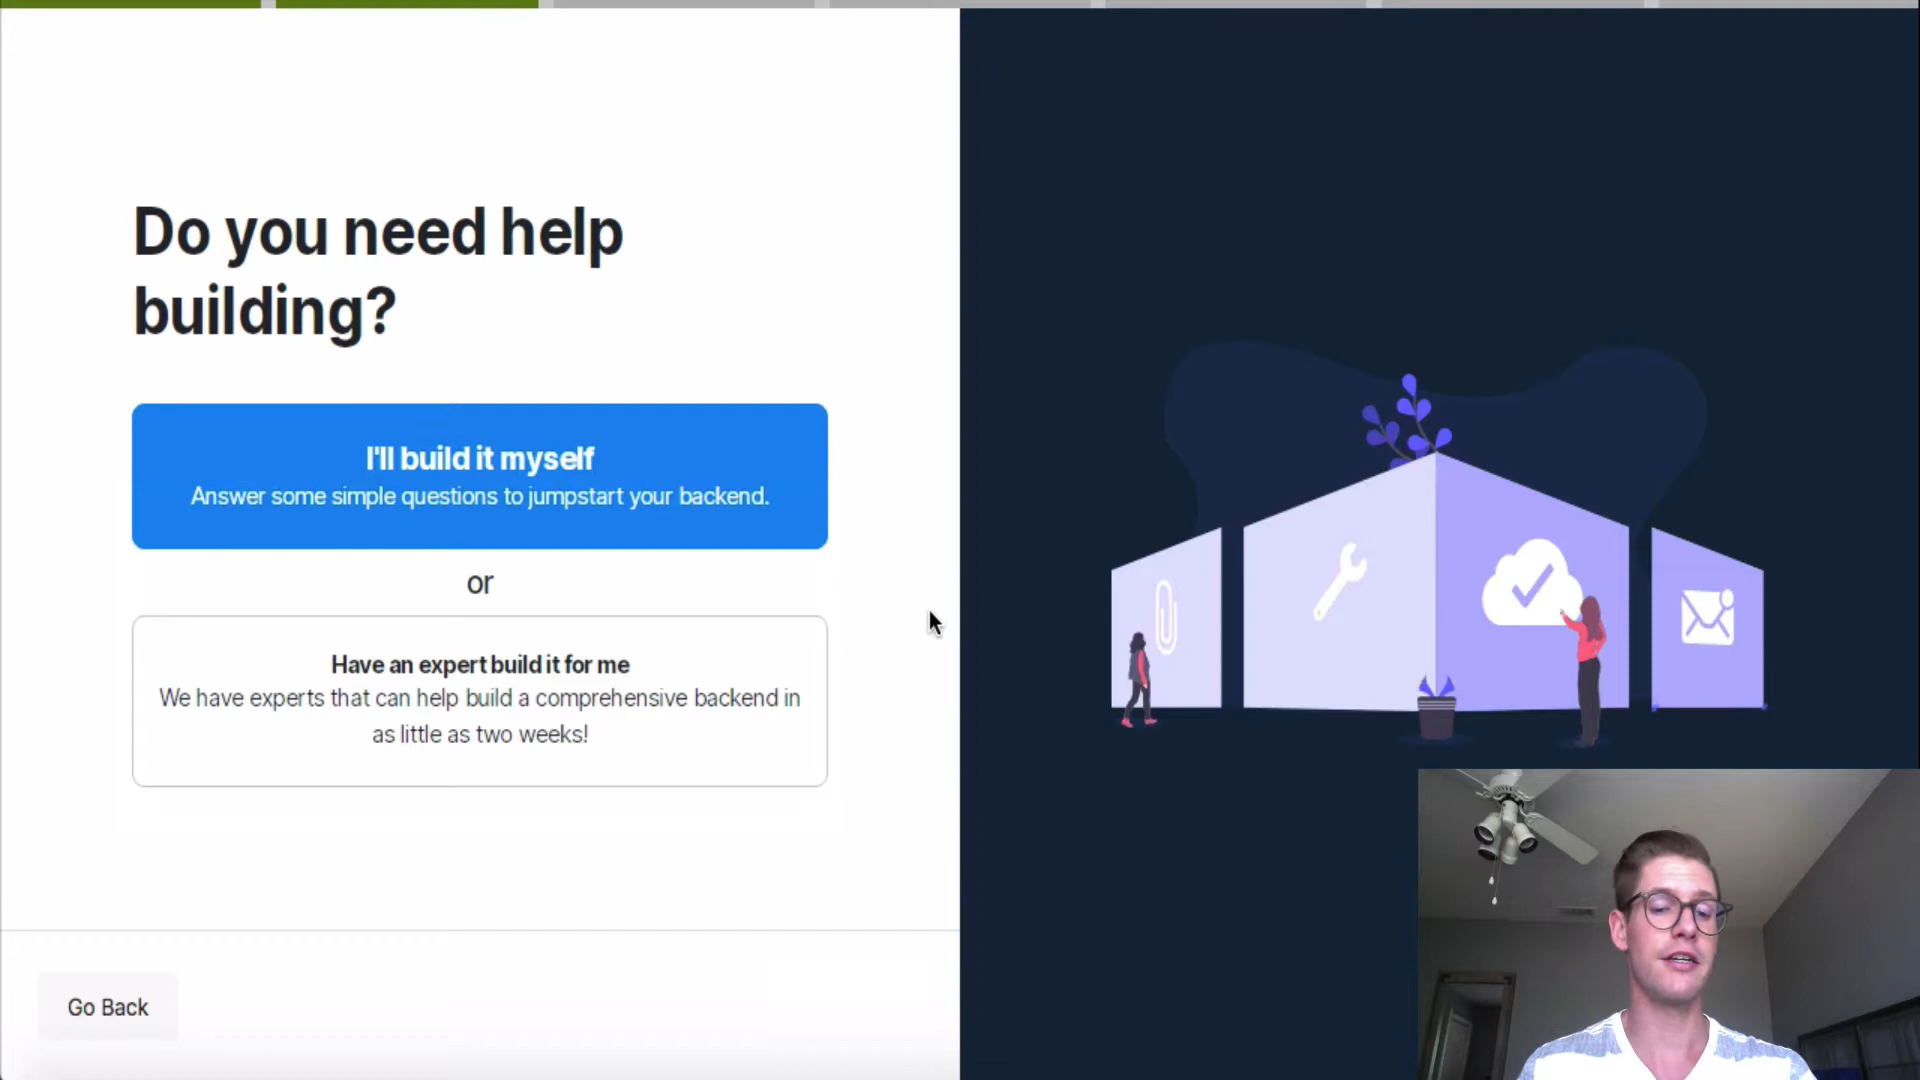 Do you need help
building?
I'll build it myself
Answer some simple questions to jumpstart your backend.
or
Have an expert build it for me
We have experts that can help build a comprehensive backend in
as little as two weeks!
Go Back